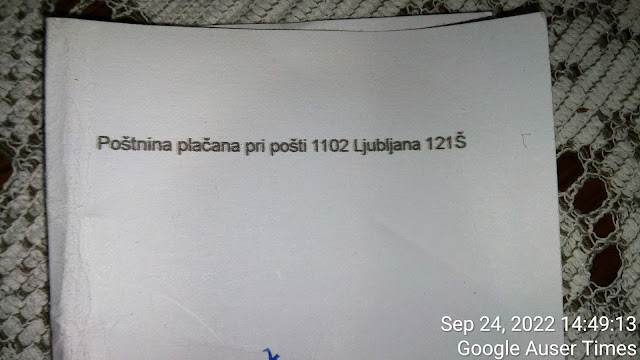 Poštnina plačana pri pošti 1102 Ljubljana 121Š
Sep 24, 2022 14:49:13
Google Auser Times